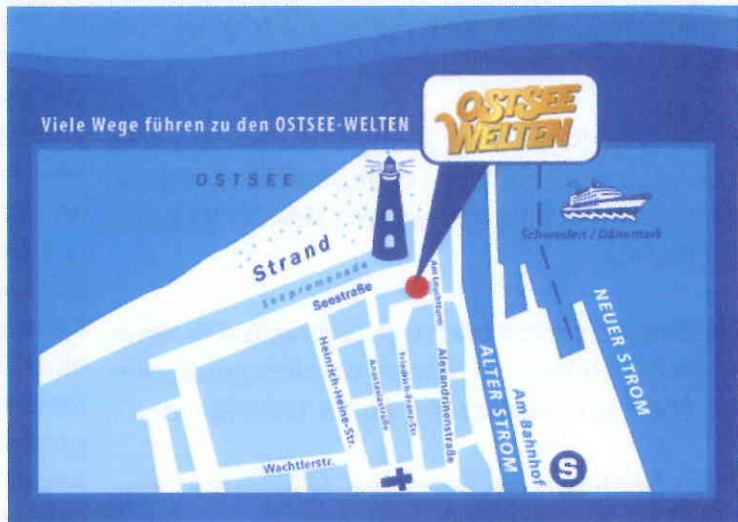 OSTSEE
WELTEN
Viele Wege führen zu den OSTSEE-WELTEN
OSTSEE
Schweden / Dänemark
Strand
Seepromenade
Seestraße
Am Leuchtturm
Heinrich-Heine-Str.
Anastasiastraße
Friedrich-Franz-Str.
Alexandrinenstraße
ALTER STROM
NEUER STROM
Am Bahnhof
Wachtlerstr.
S